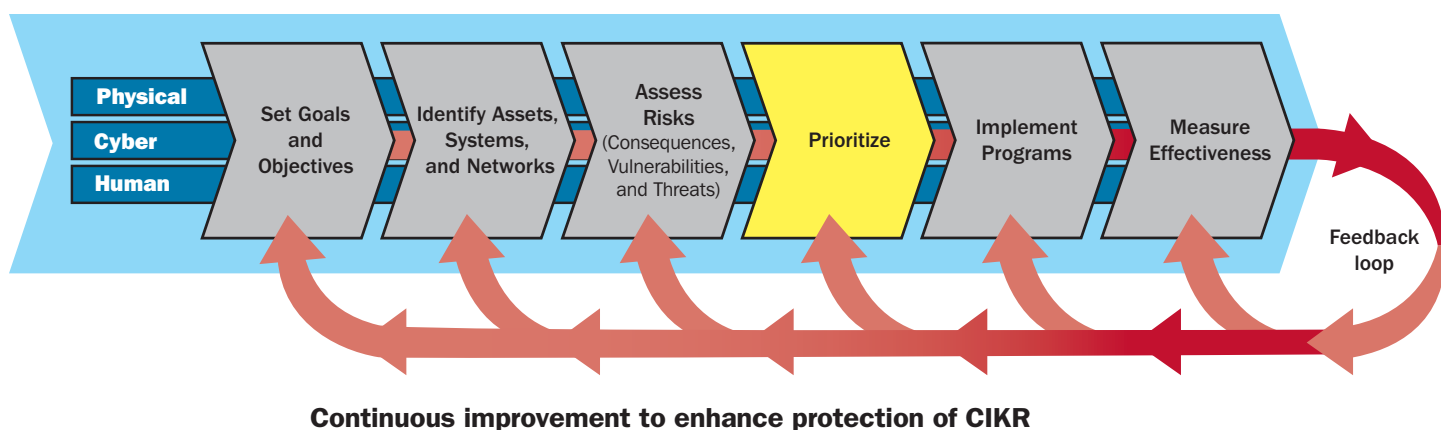 Physical
Cyber
Human
Set Goals
and
Objectives
Identify Assets,
Systems,
and Networks
Assess
Risks
(Consequences,
Vulnerabilities,
and Threats)
Prioritize
Implement
Programs
Measure
Effectiveness
Feedback
loop
Continuous improvement to enhance protection of CIKR